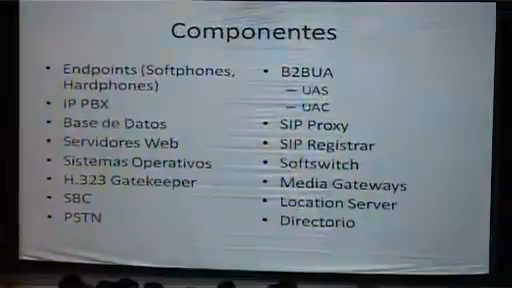 Componentes
• Endpoints (Softphones,
Hardphones)
• IP PBX
• Base de Datos
• Servidores Web
• Sistemas Operativos
• H.323 Gatekeeper
• SBC
• PSTN
• B2BUA
– UAS
– UAC
• SIP Proxy
• SIP Registrar
• Softswitch
• Media Gateways
• Location Server
• Directorio